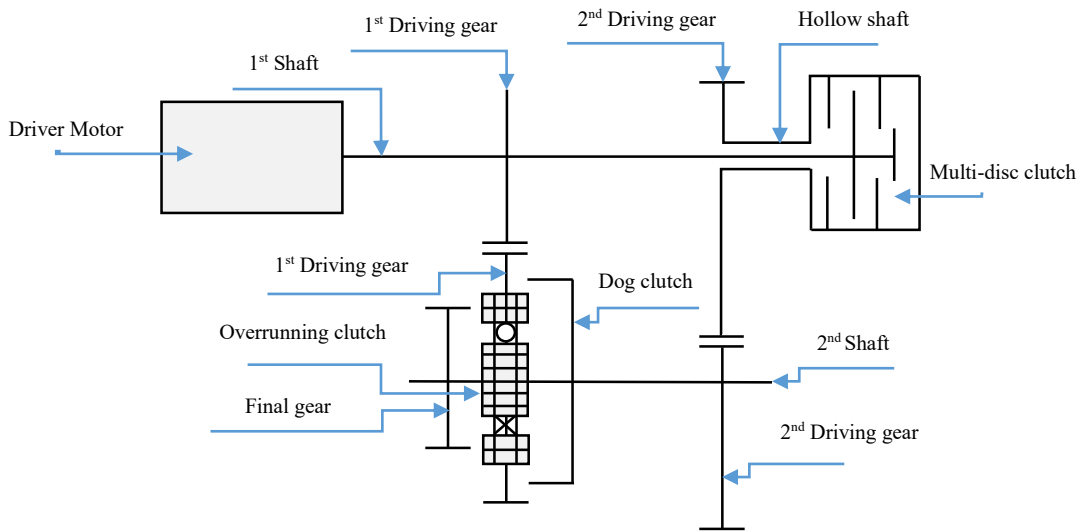 1st Driving gear
2nd Driving gear
Hollow shaft
1st Shaft
Driver Motor
Multi-disc clutch
1st Driving gear
Dog clutch
Overrunning clutch
2nd Shaft
Final gear
2nd Driving gear